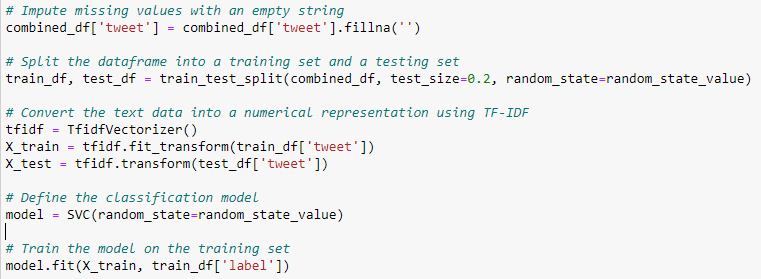 # Impute missing values with an empty string
combined_df['tweet'] = combined_df['tweet'].fillna('')
# Split the dataframe into a training set and a testing set
train_df, test_df = train_test_split(combined_df, test_size=0.2, random_state=random_state_value)
# Convert the text data into a numerical representation using TF-IDF
tfidf = TfidfVectorizer()
X_train = tfidf.fit_transform(train_df['tweet'])
X_test = tfidf.transform(test_df['tweet'])
# Define the classification model
model = SVC(random_state=random_state_value)
# Train the model on the training set
model.fit(X_train, train_df['label'])